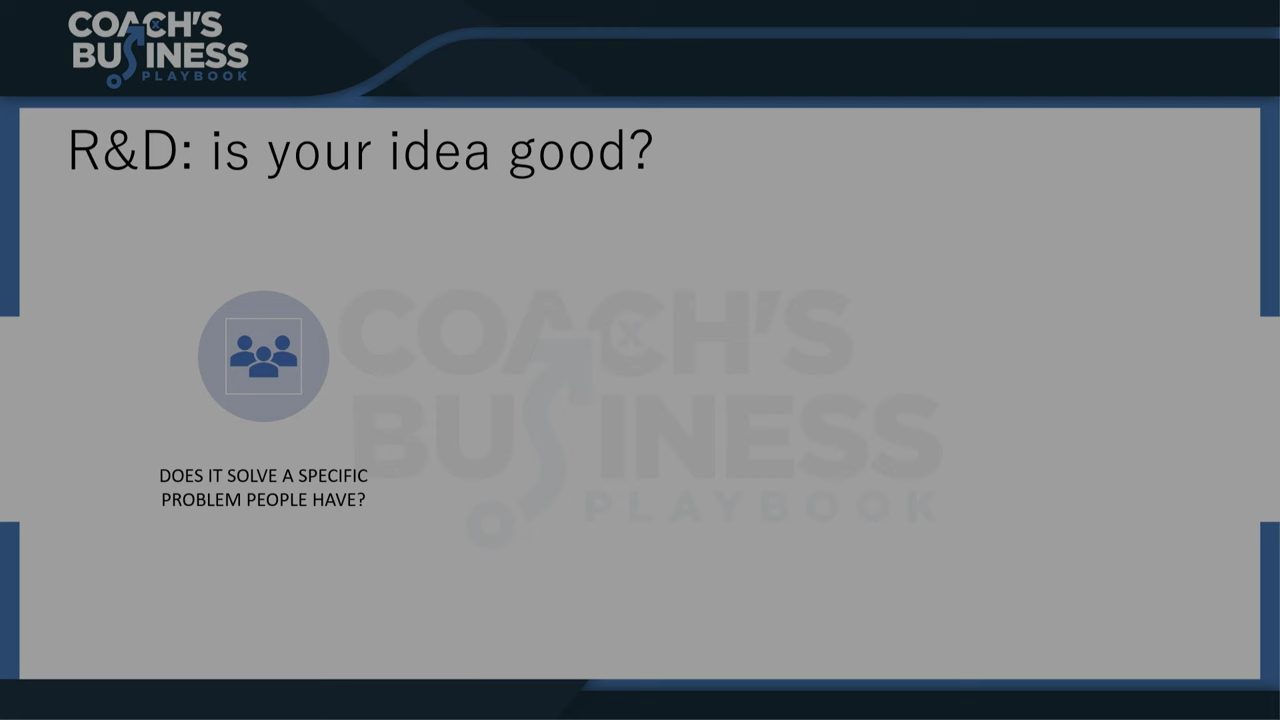 COACH'S
BUSINESS
PLAYBOOK
R&D: is your idea good?
COACH'S
BUSINESS
PLAYBOOK
DOES IT SOLVE A SPECIFIC
PROBLEM PEOPLE HAVE?